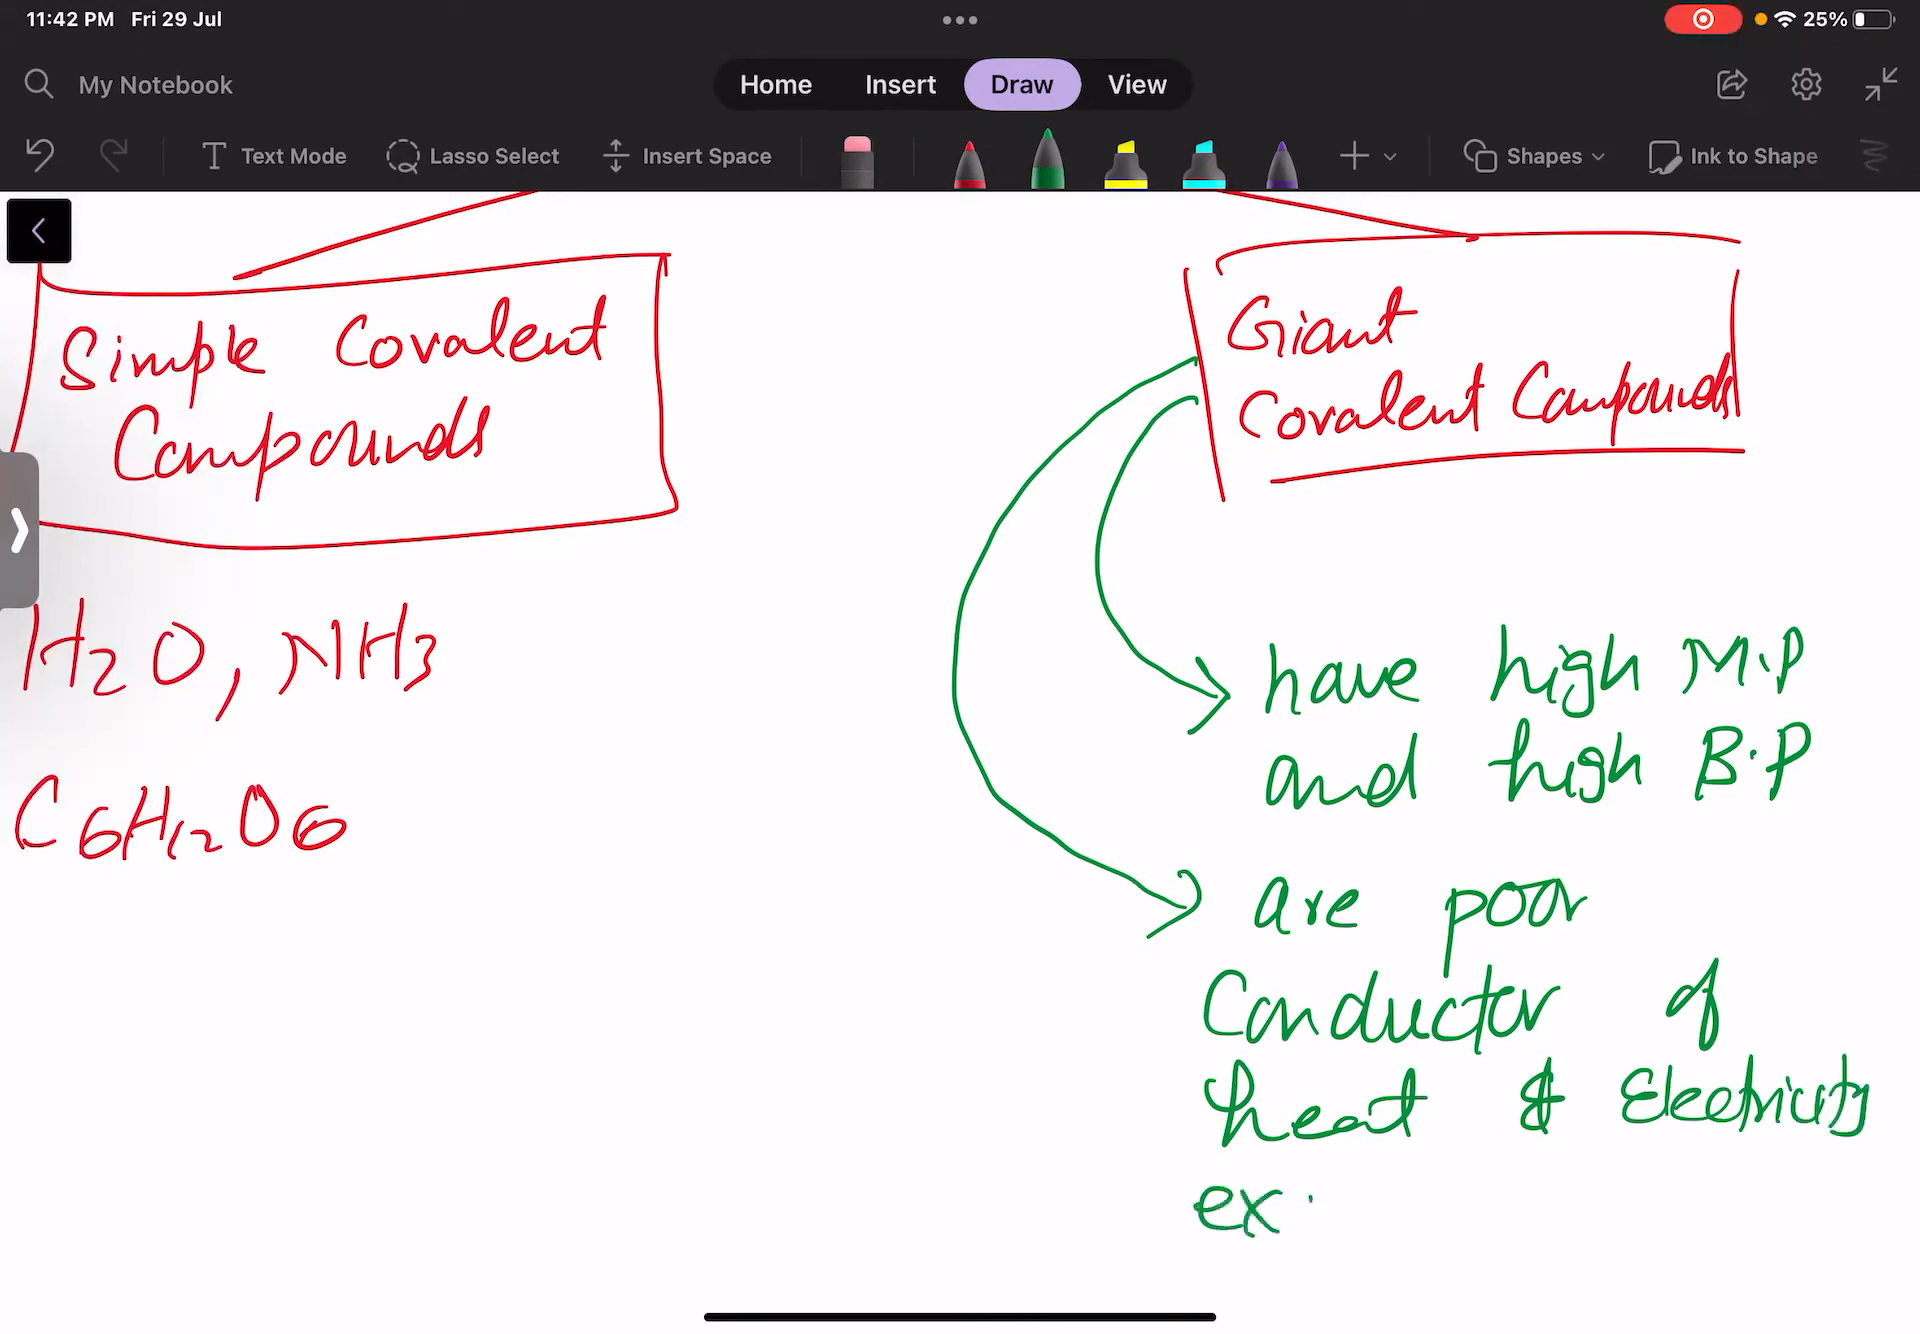 11:42 PM Fri 29 Jul
25%
My Notebook
Home Insert Draw View
Text Mode Lasso Select Insert Space Shapes Ink to Shape
Simple Covalent
Compounds
H2O, NH3
C6H12O6
Giant
Covalent Compounds
have high M.P
and high B.P
are poor
Conductor of
heat & Electricity
ex.